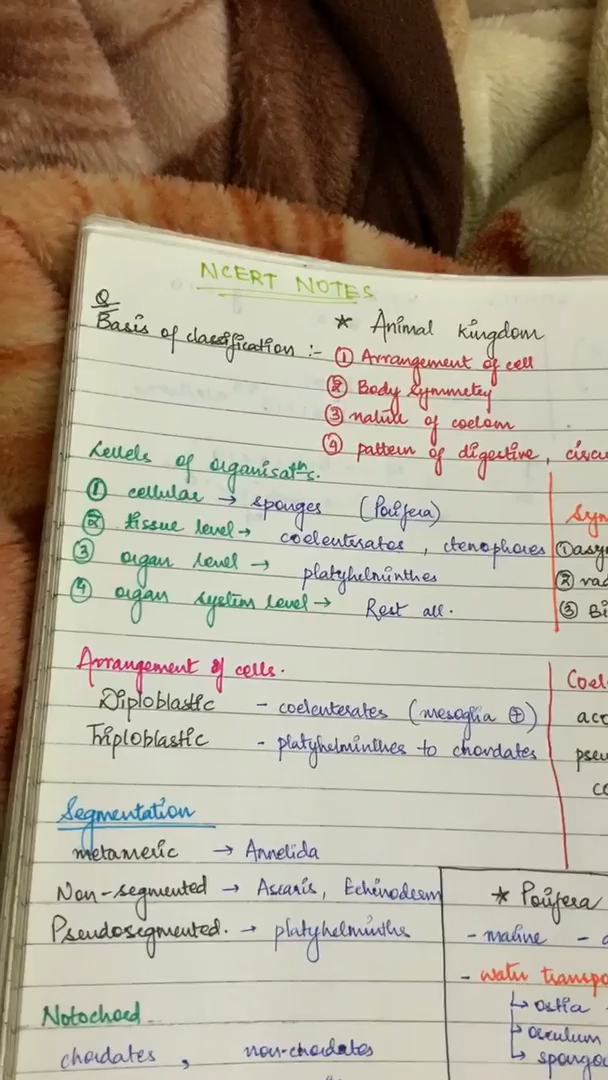 NCERT NOTES
Q
★ Animal kingdom
Basis of classification :- ① Arrangement of cell
② Body Symmetry
③ nature of coelom
④ pattern of digestive, circu
Levels of organisatⁿs.
① cellular → sponges (Porifera)
② tissue level → coelenterates, ctenophores
③ organ level → platyhelminthes
④ organ system level → Rest all.
Sym
① asy
② rad
③ Bi
Arrangement of cells.
Diploblastic - coelenterates (mesoglia ⊕)
Triploblastic - platyhelminthes to chordates
Coel
aco
pseu
co
Segmentation
metameric → Annelida
Non-segmented → Ascaris, Echinoderm
Pseudosegmented. → platyhelminths
★ Porifera
- marine -
- water transpo
↳ ostia
↳ osculum
↳ spongo
Notochord
chordates, non-chordates